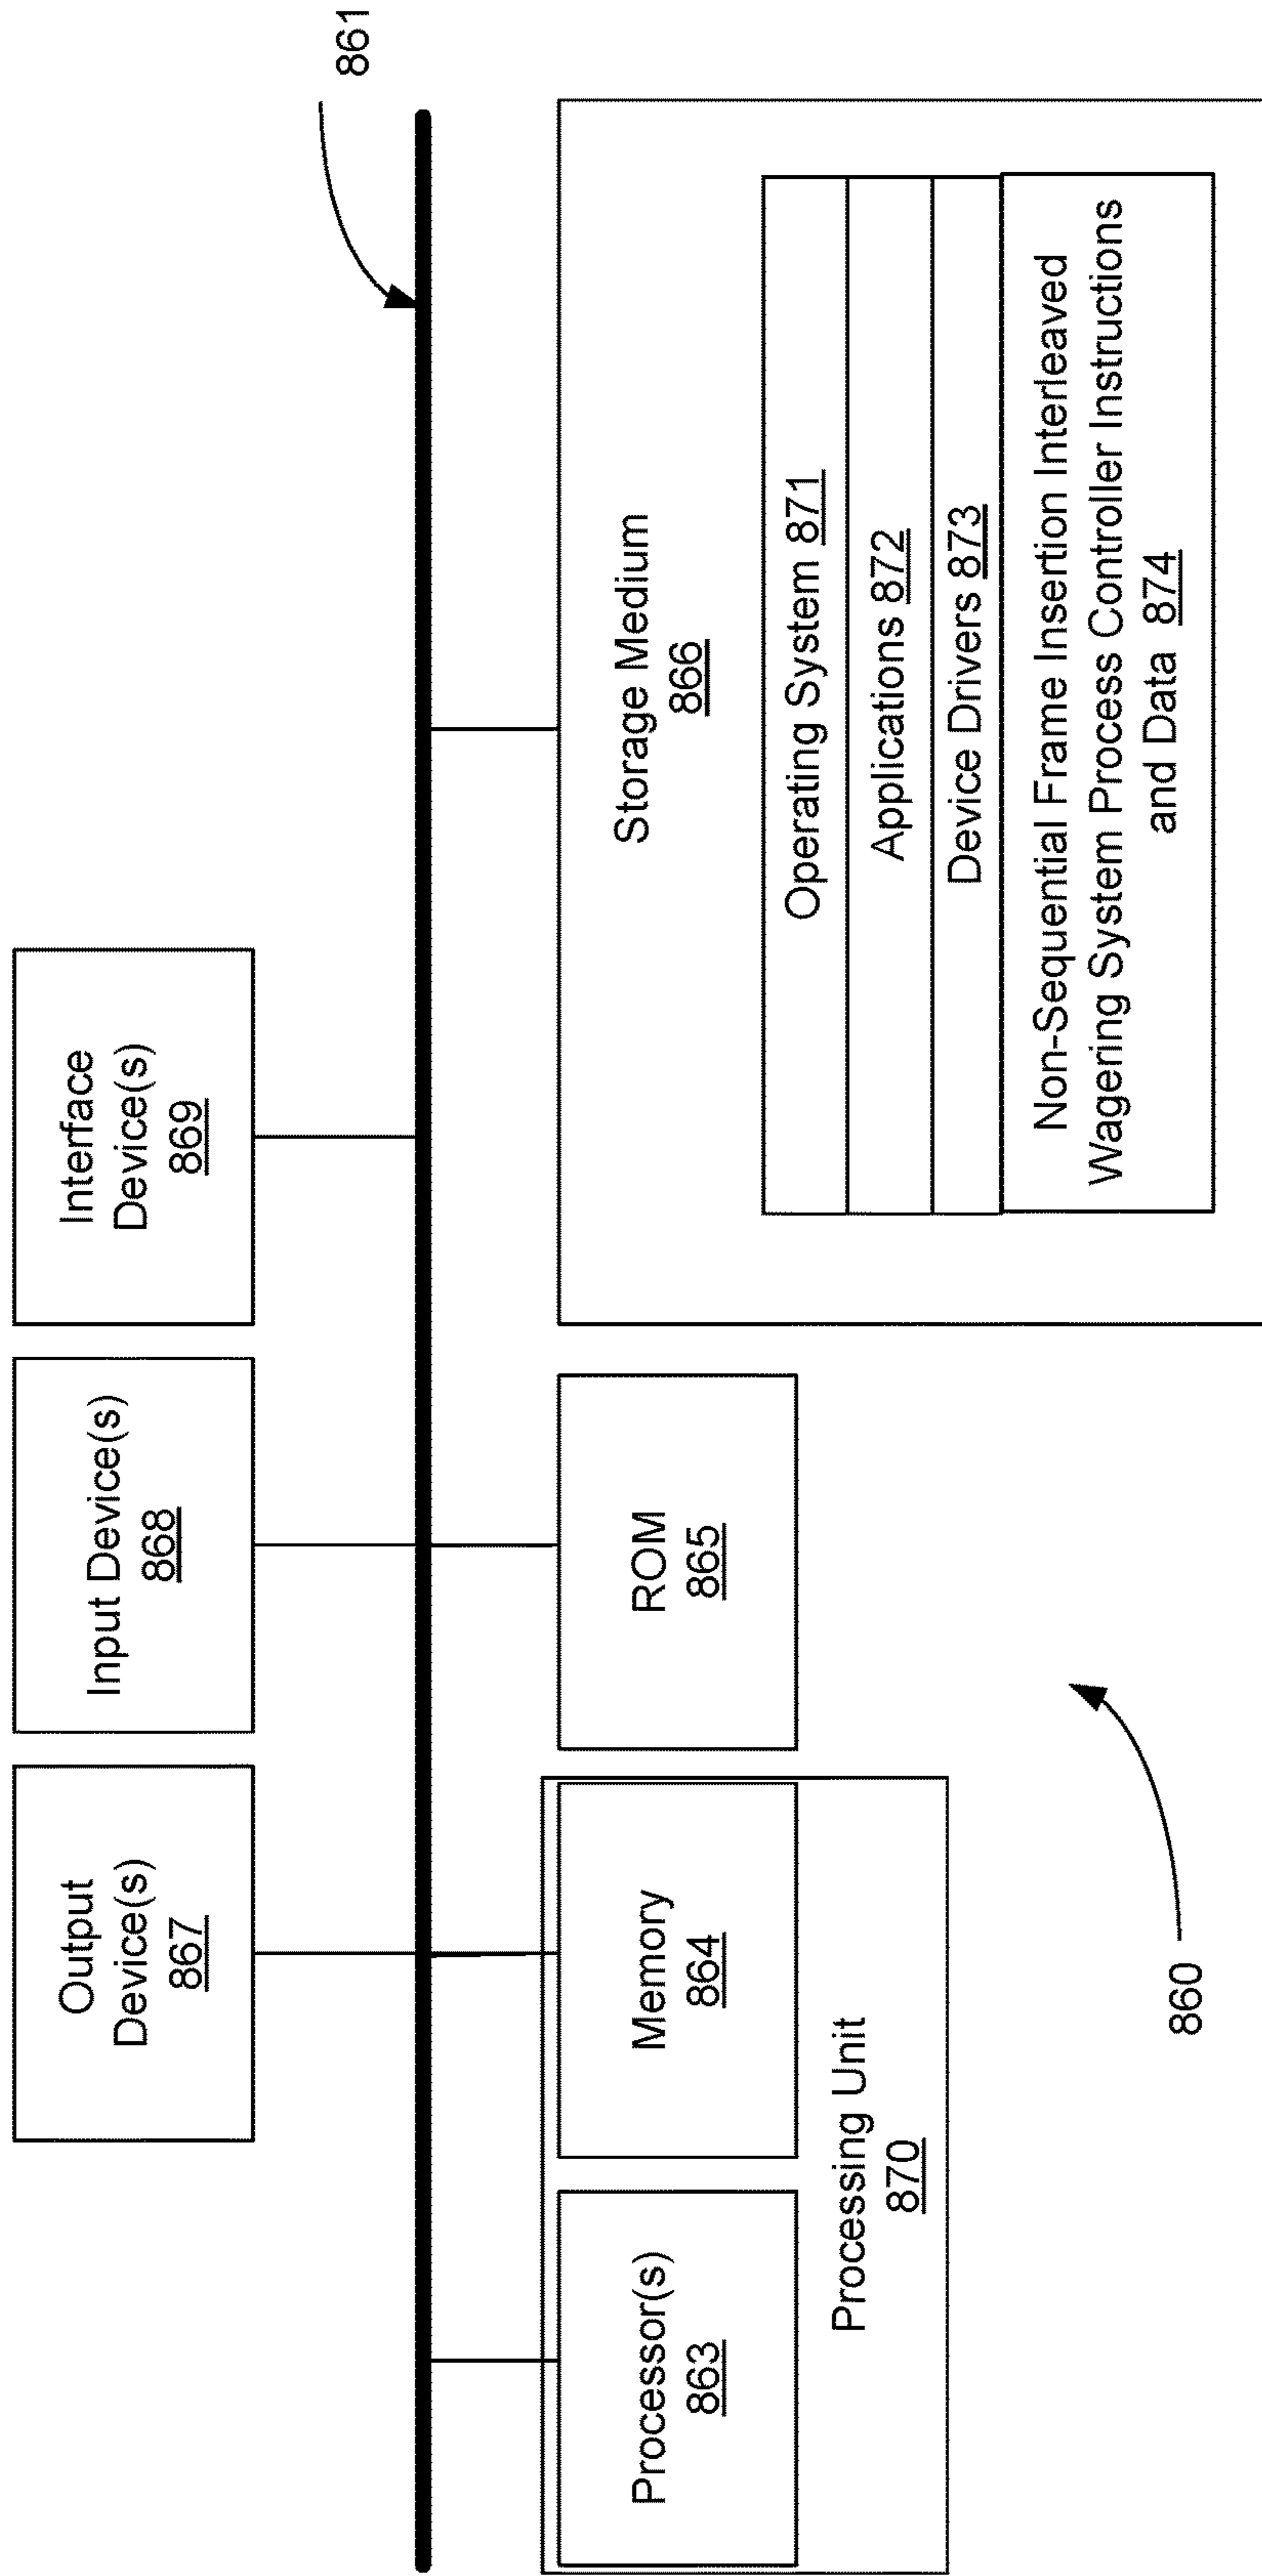 861
Output
Device(s)
867
Input Device(s)
868
Interface
Device(s)
869
Processor(s)
863
Memory
864
Processing Unit
870
ROM
865
Storage Medium
866
Operating System 871
Applications 872
Device Drivers 873
Non-Sequential Frame Insertion Interleaved
Wagering System Process Controller Instructions
and Data 874
860